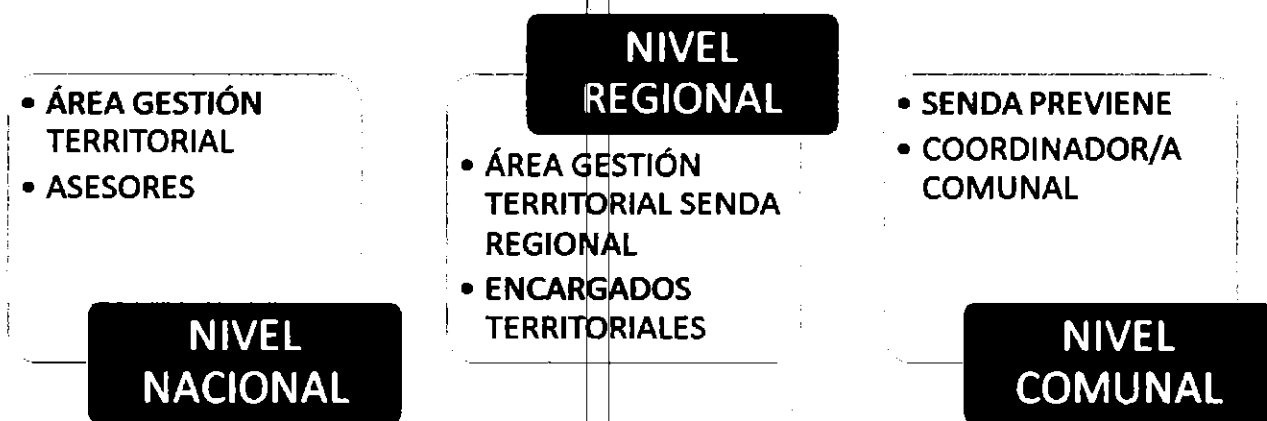 • ÁREA GESTIÓN
TERRITORIAL
• ASESORES
NIVEL
NACIONAL
NIVEL
REGIONAL
• ÁREA GESTIÓN
TERRITORIAL SENDA
REGIONAL
• ENCARGADOS
TERRITORIALES
• SENDA PREVIENE
• COORDINADOR/A
COMUNAL
NIVEL
COMUNAL